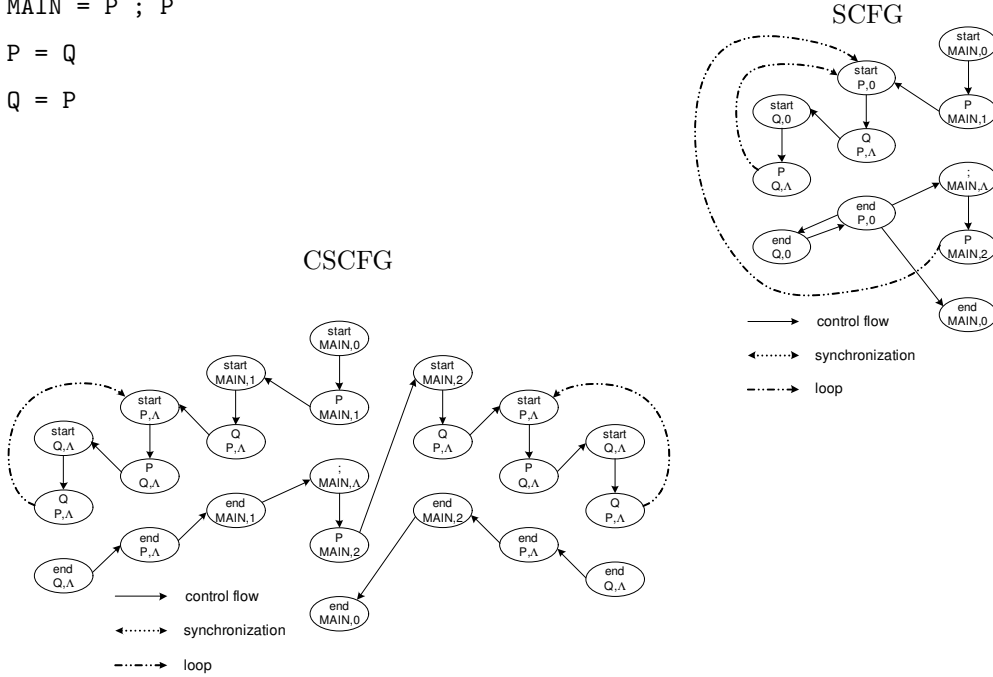 MAIN = P ; P
P = Q
Q = P
SCFG
start
MAIN,0
start
P,0
start
Q,0
P
MAIN,1
Q
P,Λ
P
Q,Λ
;
MAIN,Λ
end
P,0
end
Q,0
P
MAIN,2
end
MAIN,0
control flow
synchronization
loop
CSCFG
start
MAIN,0
start
MAIN,1
start
MAIN,2
P
MAIN,1
start
P,Λ
start
P,Λ
Q
P,Λ
Q
P,Λ
start
Q,Λ
start
Q,Λ
P
Q,Λ
;
MAIN,Λ
P
Q,Λ
Q
P,Λ
end
MAIN,1
end
MAIN,2
Q
P,Λ
end
P,Λ
P
MAIN,2
end
P,Λ
end
Q,Λ
end
Q,Λ
end
MAIN,0
control flow
synchronization
loop